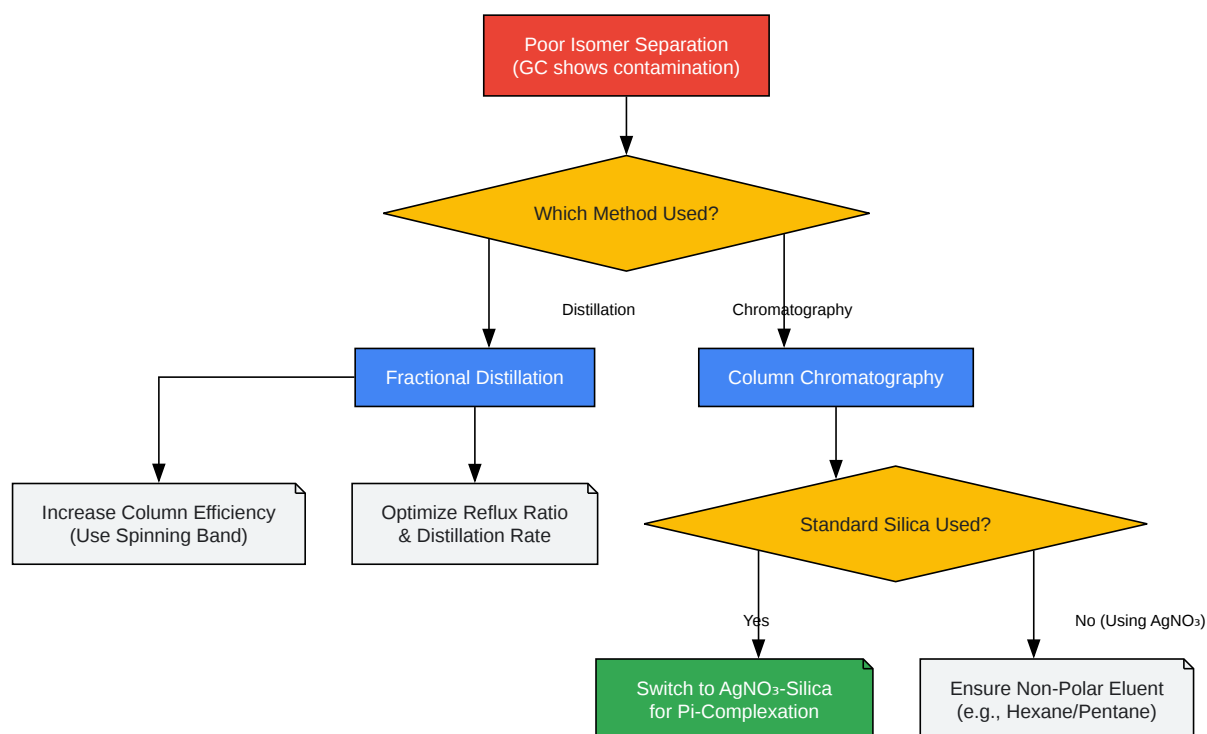 Poor Isomer Separation
(GC shows contamination)
Which Method Used?
Distillation
Chromatography
Fractional Distillation
Column Chromatography
Increase Column Efficiency
(Use Spinning Band)
Optimize Reflux Ratio
& Distillation Rate
Standard Silica Used?
Yes
No (Using AgNO₃)
Switch to AgNO₃-Silica
for Pi-Complexation
Ensure Non-Polar Eluent
(e.g., Hexane/Pentane)